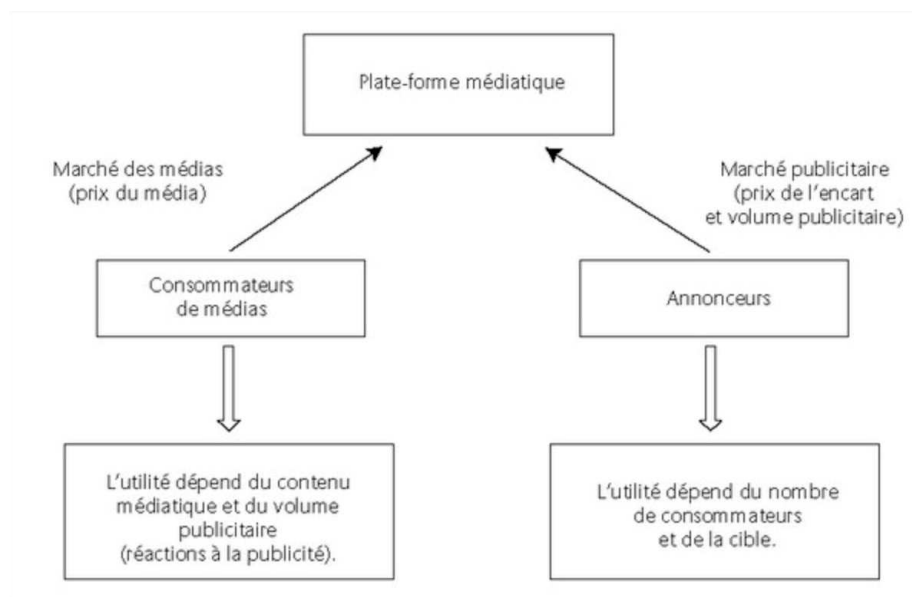 Plate-forme médiatique
Marché des médias
(prix du média)
Marché publicitaire
(prix de l'encart
et volume publicitaire)
Consommateurs
de médias
Annonceurs
L'utilité dépend du contenu
médiatique et du volume
publicitaire
(réactions à la publicité).
L'utilité dépend du nombre
de consommateurs
et de la cible.